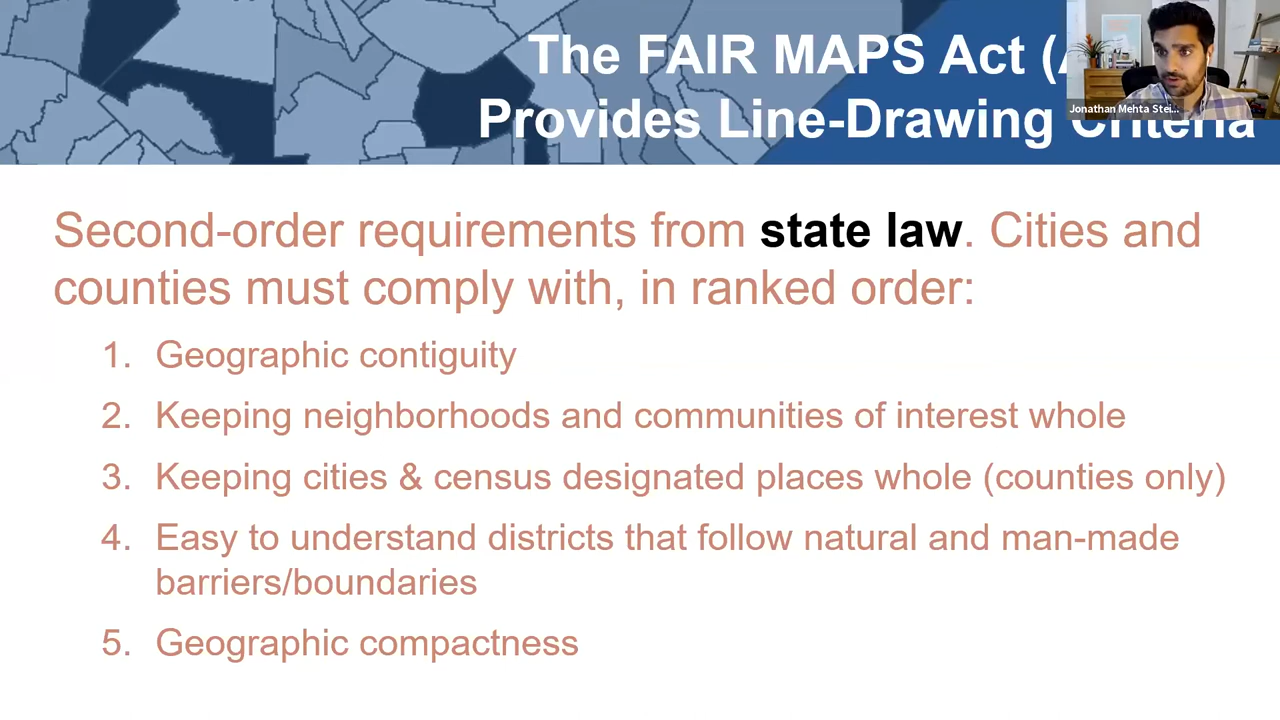 The FAIR MAPS Act (
Provides Line-Drawing Criteria
Jonathan Mehta Stei...
Second-order requirements from state law. Cities and
counties must comply with, in ranked order:
1. Geographic contiguity
2. Keeping neighborhoods and communities of interest whole
3. Keeping cities & census designated places whole (counties only)
4. Easy to understand districts that follow natural and man-made
barriers/boundaries
5. Geographic compactness